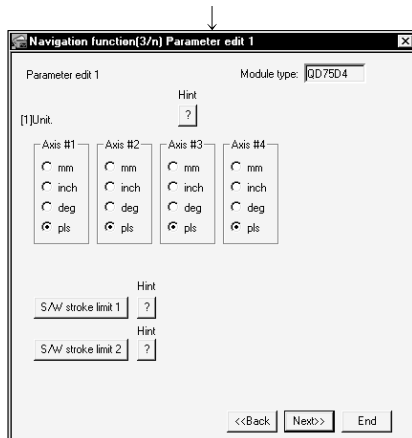 Navigation function(3/n) Parameter edit 1
Parameter edit 1 Module type: QD75D4
Hint
[1]Unit. ?
Axis #1 Axis #2 Axis #3 Axis #4
mm mm mm mm
inch inch inch inch
deg deg deg deg
pls pls pls pls
Hint
S/W stroke limit 1 ?
Hint
S/W stroke limit 2 ?
<<Back Next>> End